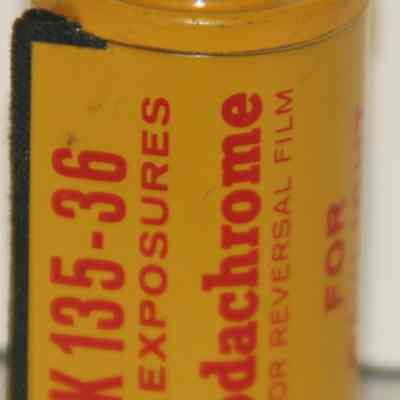 K 135-36
EXPOSURES
odachrome
OR REVERSAL FILM
FOR